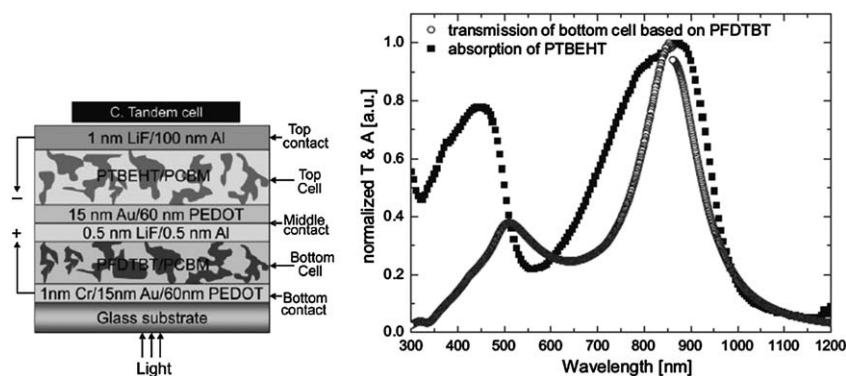 C. Tandem cell
1 nm LiF/100 nm Al
Top
contact
PTBEHT/PCBM
Top
Cell
−
15 nm Au/60 nm PEDOT
Middle
contact
+
0.5 nm LiF/0.5 nm Al
PFDTBT/PCBM
Bottom
Cell
1nm Cr/15nm Au/60nm PEDOT
Bottom
contact
Glass substrate
Light
transmission of bottom cell based on PFDTBT
absorption of PTBEHT
normalized T & A [a.u.]
1.0
0.8
0.6
0.4
0.2
0.0
300 400 500 600 700 800 900 1000 1100 1200
Wavelength [nm]